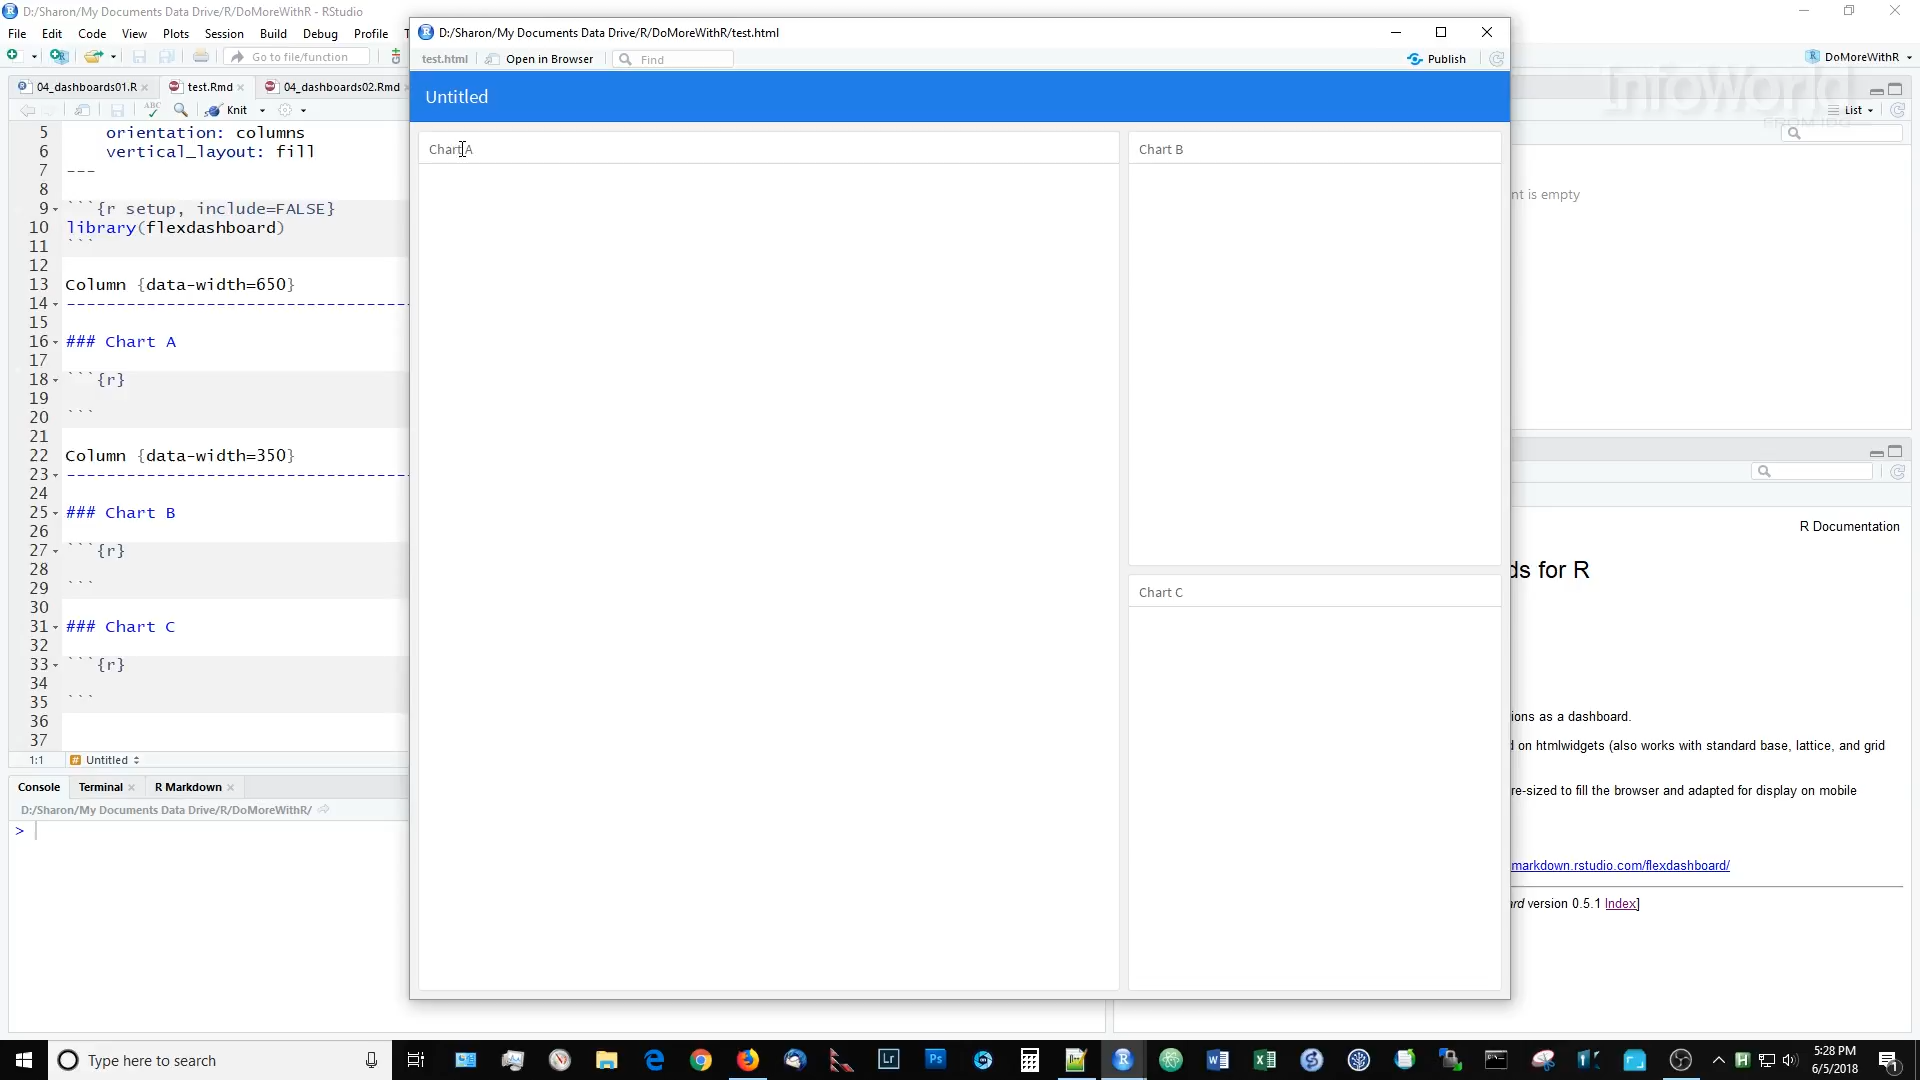 D:/Sharon/My Documents Data Drive/R/DoMoreWithR - RStudio
File Edit Code View Plots Session Build Debug Profile
Go to file/function
DoMoreWithR
04_dashboards01.R
test.Rmd
04_dashboards02.Rmd
Knit
5 orientation: columns
6 vertical_layout: fill
7 ---
8
9 ```{r setup, include=FALSE}
10 library(flexdashboard)
11 ```
12
13 Column {data-width=650}
14 -----------------------------------
15
16 ### Chart A
17
18 ```{r}
19
20 ```
21
22 Column {data-width=350}
23 -----------------------------------
24
25 ### Chart B
26
27 ```{r}
28
29 ```
30
31 ### Chart C
32
33 ```{r}
34
35 ```
36
37
1:1 Untitled
Console Terminal R Markdown
D:/Sharon/My Documents Data Drive/R/DoMoreWithR/
>
D:/Sharon/My Documents Data Drive/R/DoMoreWithR/test.html
test.html Open in Browser Find Publish
Untitled
Chart A
Chart B
Chart C
InfoWorld
FROM IDG
List
nt is empty
R Documentation
ds for R
ions as a dashboard.
d on htmlwidgets (also works with standard base, lattice, and grid
re-sized to fill the browser and adapted for display on mobile
markdown.rstudio.com/flexdashboard/
ard version 0.5.1 Index]
Type here to search
5:28 PM
6/5/2018